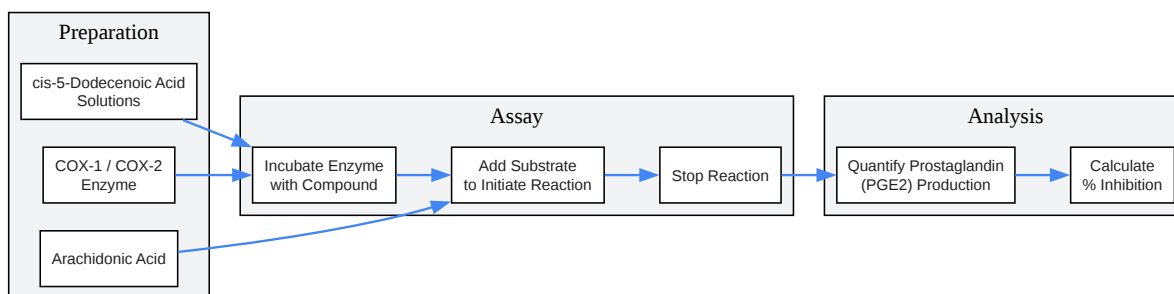 Preparation
cis-5-Dodecenoic Acid
Solutions
COX-1 / COX-2
Enzyme
Arachidonic Acid
Assay
Incubate Enzyme
with Compound
Add Substrate
to Initiate Reaction
Stop Reaction
Analysis
Quantify Prostaglandin
(PGE2) Production
Calculate
% Inhibition